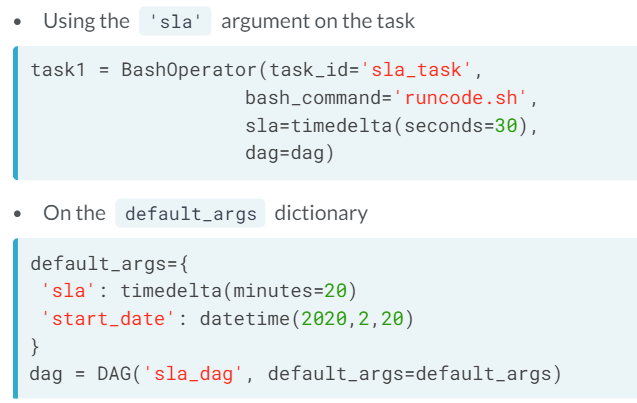 • Using the 'sla' argument on the task
task1 = BashOperator(task_id='sla_task',
                     bash_command='runcode.sh',
                     sla=timedelta(seconds=30),
                     dag=dag)
• On the default_args dictionary
default_args={
 'sla': timedelta(minutes=20)
 'start_date': datetime(2020,2,20)
}
dag = DAG('sla_dag', default_args=default_args)